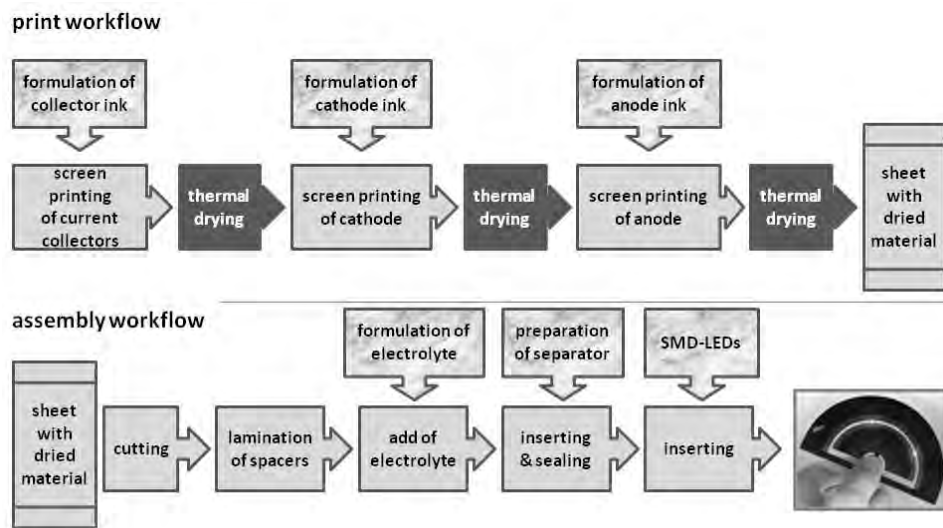 print workflow
formulation of
collector ink
formulation of
cathode ink
formulation of
anode ink
screen
printing
of current
collectors
thermal
drying
screen printing
of cathode
thermal
drying
screen printing
of anode
thermal
drying
sheet
with
dried
material
assembly workflow
formulation of
electrolyte
preparation
of separator
SMD-LEDs
sheet
with
dried
material
cutting
lamination
of spacers
add of
electrolyte
inserting
& sealing
inserting